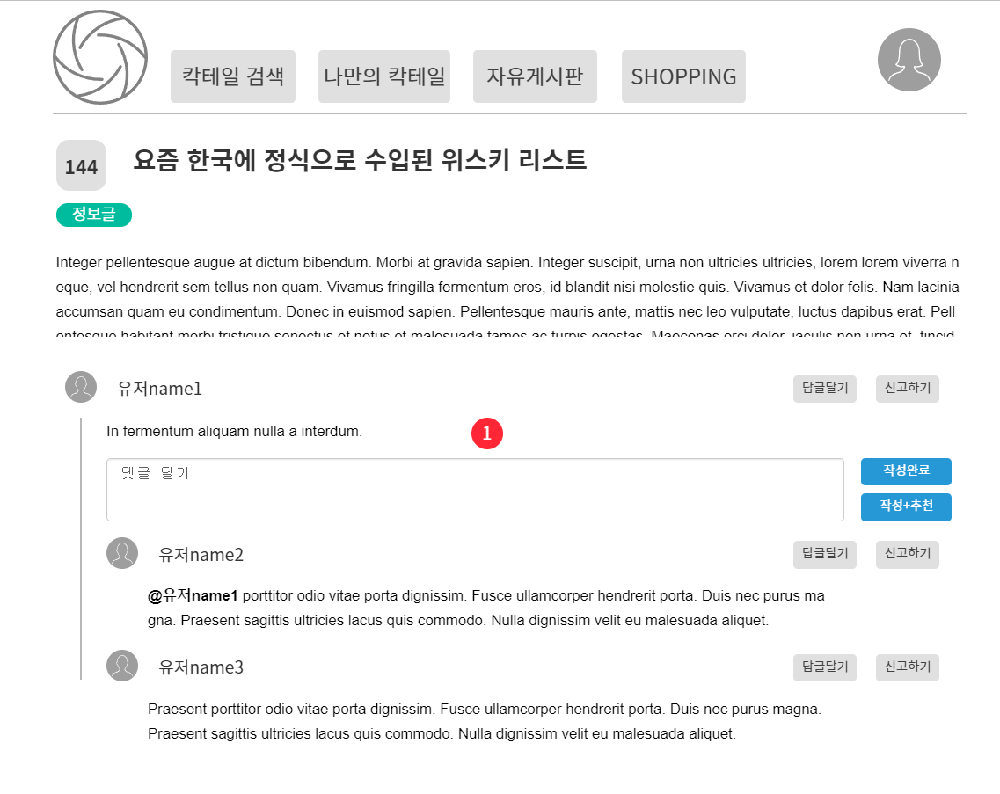 칵테일 검색
나만의 칵테일
자유게시판
SHOPPING
144
요즘 한국에 정식으로 수입된 위스키 리스트
정보글
Integer pellentesque augue at dictum bibendum. Morbi at gravida sapien. Integer suscipit, urna non ultricies ultricies, lorem lorem viverra n
eque, vel hendrerit sem tellus non quam. Vivamus fringilla fermentum eros, id blandit nisi molestie quis. Vivamus et dolor felis. Nam lacinia
accumsan quam eu condimentum. Donec in euismod sapien. Pellentesque mauris ante, mattis nec leo vulputate, luctus dapibus erat. Pell
entesque habitant morbi tristique senectus et netus et malesuada fames ac turpis egestas. Maecenas orci dolor, iaculis non urna et, tincid
유저name1
답글달기
신고하기
In fermentum aliquam nulla a interdum.
1
댓글 달기
작성완료
작성+추천
유저name2
답글달기
신고하기
@유저name1 porttitor odio vitae porta dignissim. Fusce ullamcorper hendrerit porta. Duis nec purus ma
gna. Praesent sagittis ultricies lacus quis commodo. Nulla dignissim velit eu malesuada aliquet.
유저name3
답글달기
신고하기
Praesent porttitor odio vitae porta dignissim. Fusce ullamcorper hendrerit porta. Duis nec purus magna.
Praesent sagittis ultricies lacus quis commodo. Nulla dignissim velit eu malesuada aliquet.